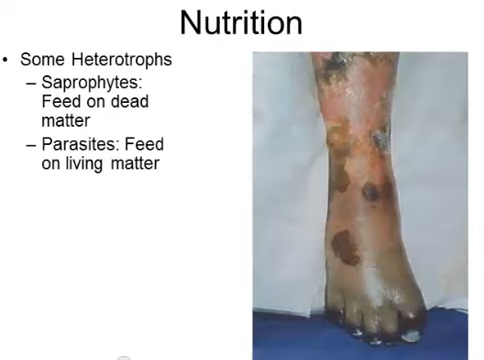 Nutrition
• Some Heterotrophs
– Saprophytes:
Feed on dead
matter
– Parasites: Feed
on living matter